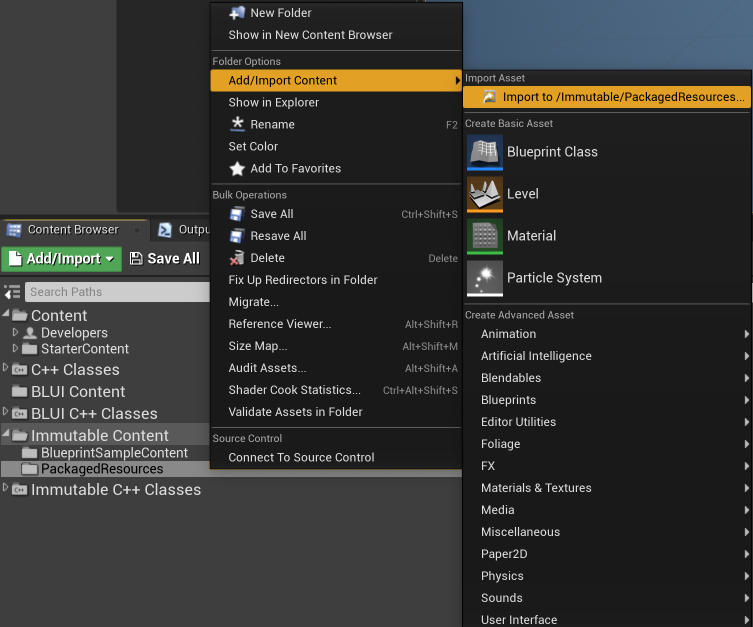 New Folder
Show in New Content Browser
Folder Options
Add/Import Content
Show in Explorer
Rename F2
Set Color
Add To Favorites
Bulk Operations
Save All Ctrl+Shift+S
Resave All
Delete Delete
Fix Up Redirectors in Folder
Migrate...
Reference Viewer... Alt+Shift+R
Size Map... Alt+Shift+M
Audit Assets... Alt+Shift+A
Shader Cook Statistics... Ctrl+Alt+Shift+S
Validate Assets in Folder
Source Control
Connect To Source Control
Import Asset
Import to /Immutable/PackagedResources...
Create Basic Asset
Blueprint Class
Level
Material
Particle System
Create Advanced Asset
Animation
Artificial Intelligence
Blendables
Blueprints
Editor Utilities
Foliage
FX
Materials & Textures
Media
Miscellaneous
Paper2D
Physics
Sounds
User Interface
Content Browser
Outpu
Add/Import
Save All
Search Paths
Content
Developers
StarterContent
C++ Classes
BLUI Content
BLUI C++ Classes
Immutable Content
BlueprintSampleContent
PackagedResources
Immutable C++ Classes